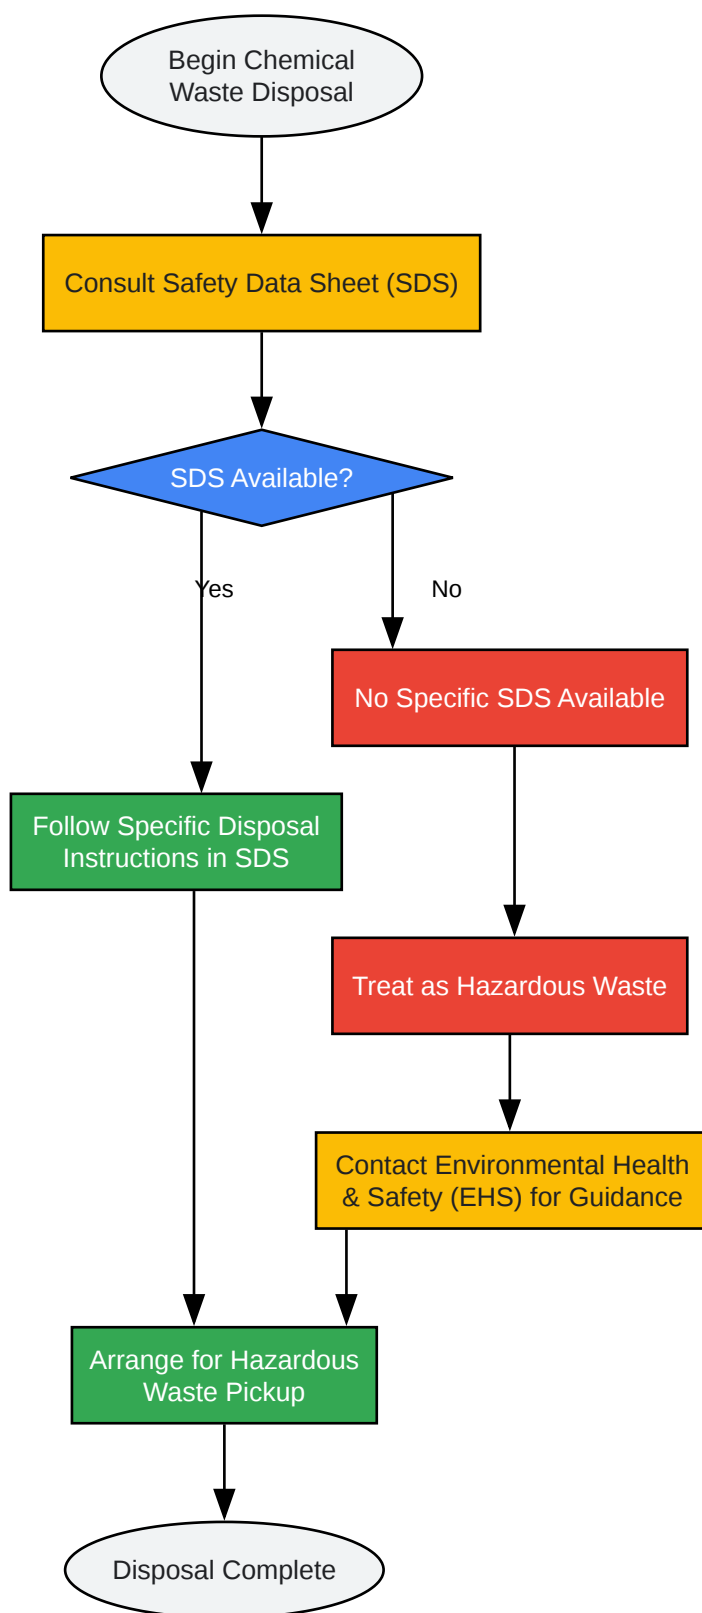 Begin Chemical
Waste Disposal
Consult Safety Data Sheet (SDS)
SDS Available?
Yes
No
No Specific SDS Available
Follow Specific Disposal
Instructions in SDS
Treat as Hazardous Waste
Contact Environmental Health
& Safety (EHS) for Guidance
Arrange for Hazardous
Waste Pickup
Disposal Complete